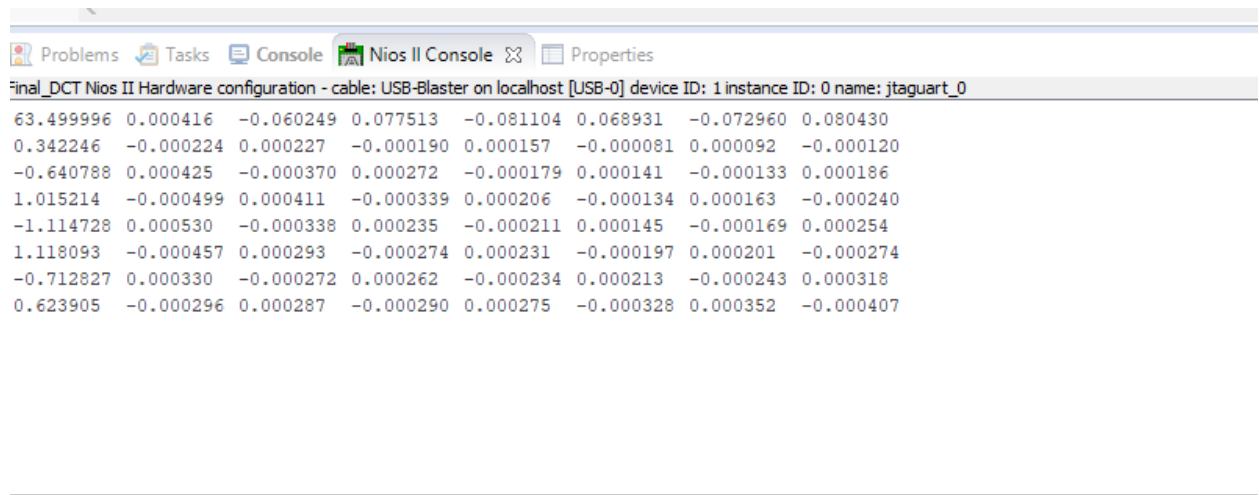 Problems Tasks Console Nios II Console Properties
Final_DCT Nios II Hardware configuration - cable: USB-Blaster on localhost [USB-0] device ID: 1 instance ID: 0 name: jtaguart_0
63.499996 0.000416 -0.060249 0.077513 -0.081104 0.068931 -0.072960 0.080430
0.342246 -0.000224 0.000227 -0.000190 0.000157 -0.000081 0.000092 -0.000120
-0.640788 0.000425 -0.000370 0.000272 -0.000179 0.000141 -0.000133 0.000186
1.015214 -0.000499 0.000411 -0.000339 0.000206 -0.000134 0.000163 -0.000240
-1.114728 0.000530 -0.000338 0.000235 -0.000211 0.000145 -0.000169 0.000254
1.118093 -0.000457 0.000293 -0.000274 0.000231 -0.000197 0.000201 -0.000274
-0.712827 0.000330 -0.000272 0.000262 -0.000234 0.000213 -0.000243 0.000318
0.623905 -0.000296 0.000287 -0.000290 0.000275 -0.000328 0.000352 -0.000407